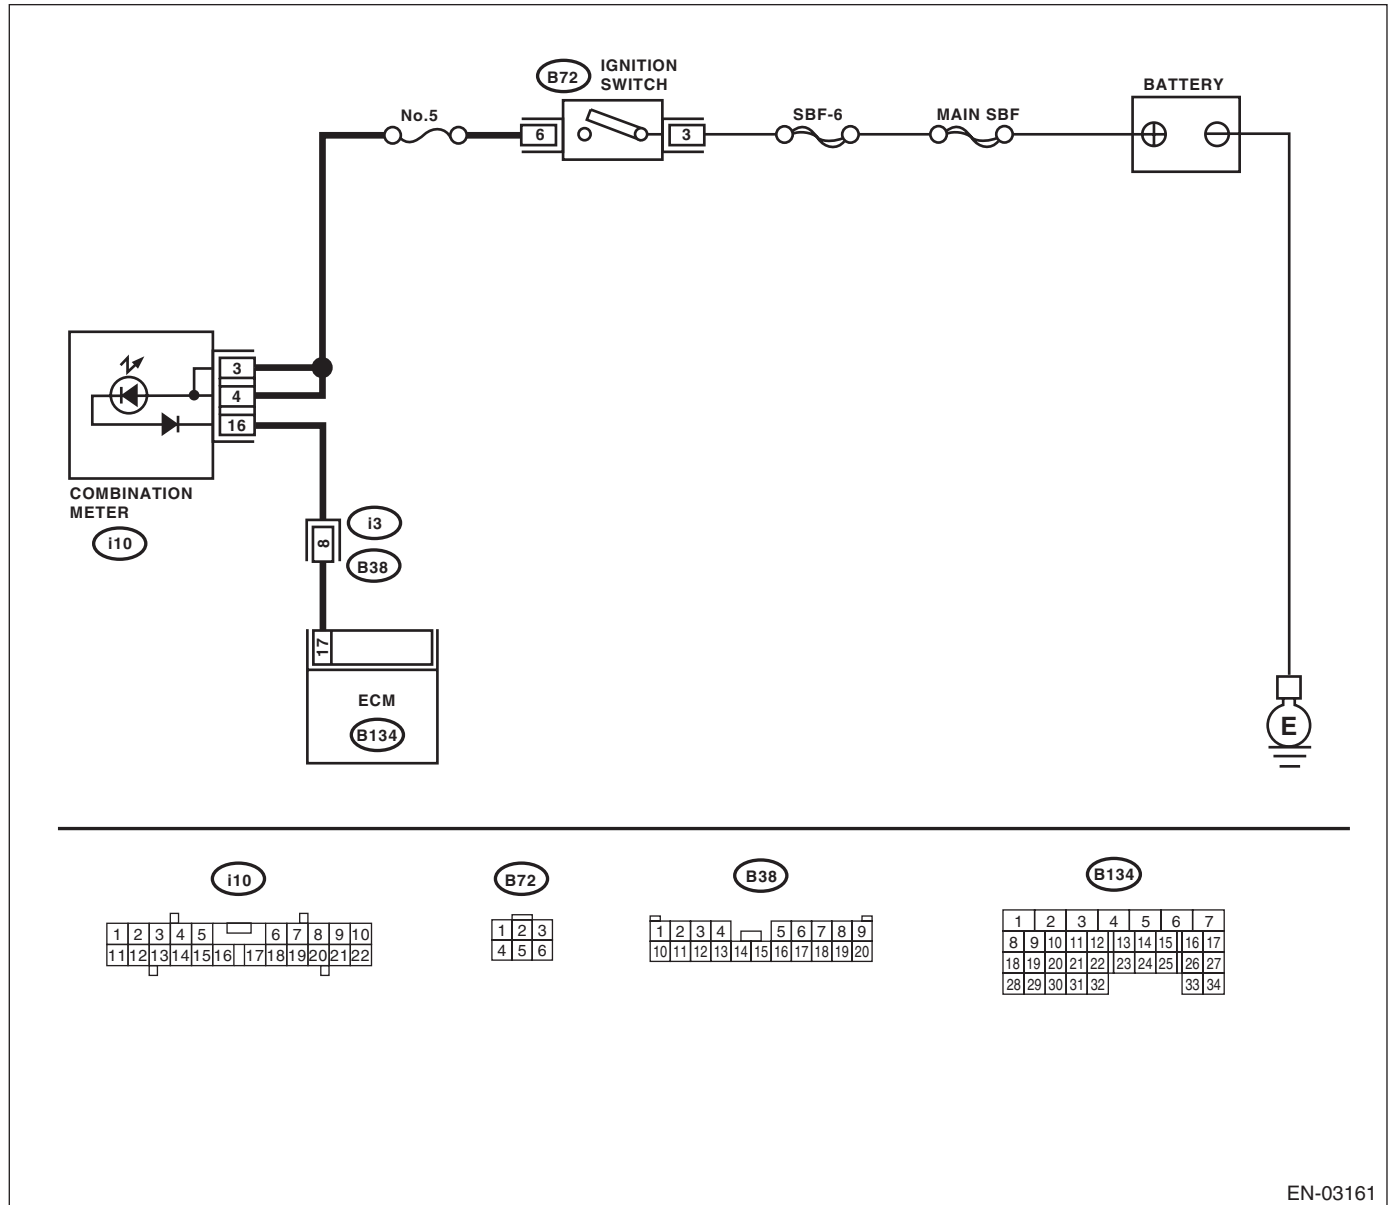 B72
IGNITION
SWITCH
BATTERY
No.5
6
3
SBF-6
MAIN SBF
3
4
16
COMBINATION
METER
i10
8
i3
B38
17
ECM
B134
E
i10
B72
B38
B134
1 2 3 4 5 6 7 8 9 10
11 12 13 14 15 16 17 18 19 20 21 22
1 2 3
4 5 6
1 2 3 4 5 6 7 8 9
10 11 12 13 14 15 16 17 18 19 20
1 2 3 4 5 6 7
8 9 10 11 12 13 14 15 16 17
18 19 20 21 22 23 24 25 26 27
28 29 30 31 32 33 34
EN-03161